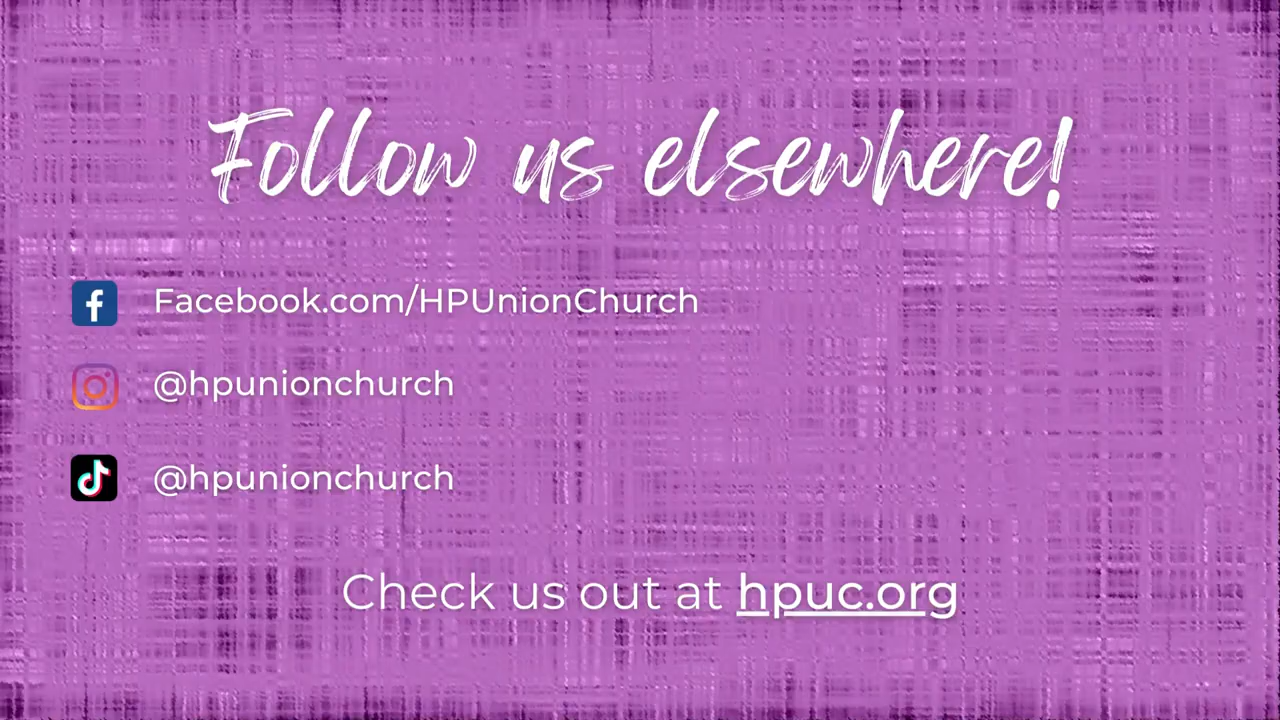 Follow us elsewhere!
Facebook.com/HPUnionChurch
@hpunionchurch
@hpunionchurch
Check us out at hpuc.org